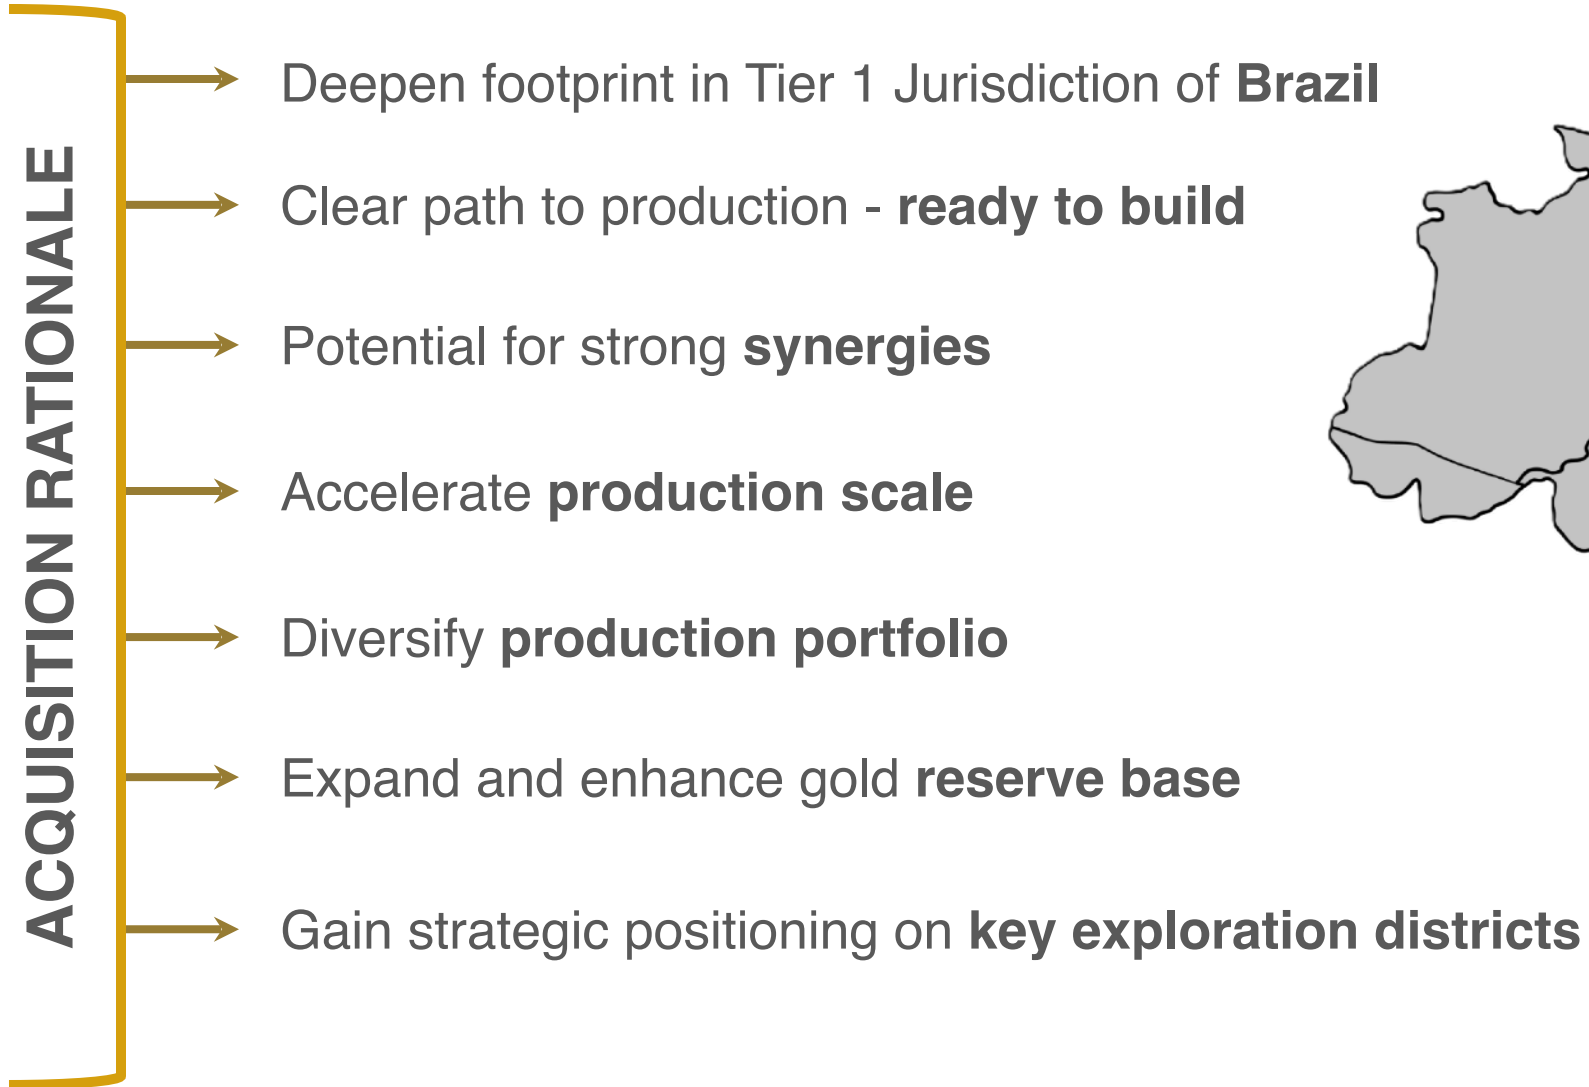 ACQUISITION RATIONALE
Deepen footprint in Tier 1 Jurisdiction of Brazil
Clear path to production - ready to build
Potential for strong synergies
Accelerate production scale
Diversify production portfolio
Expand and enhance gold reserve base
Gain strategic positioning on key exploration districts